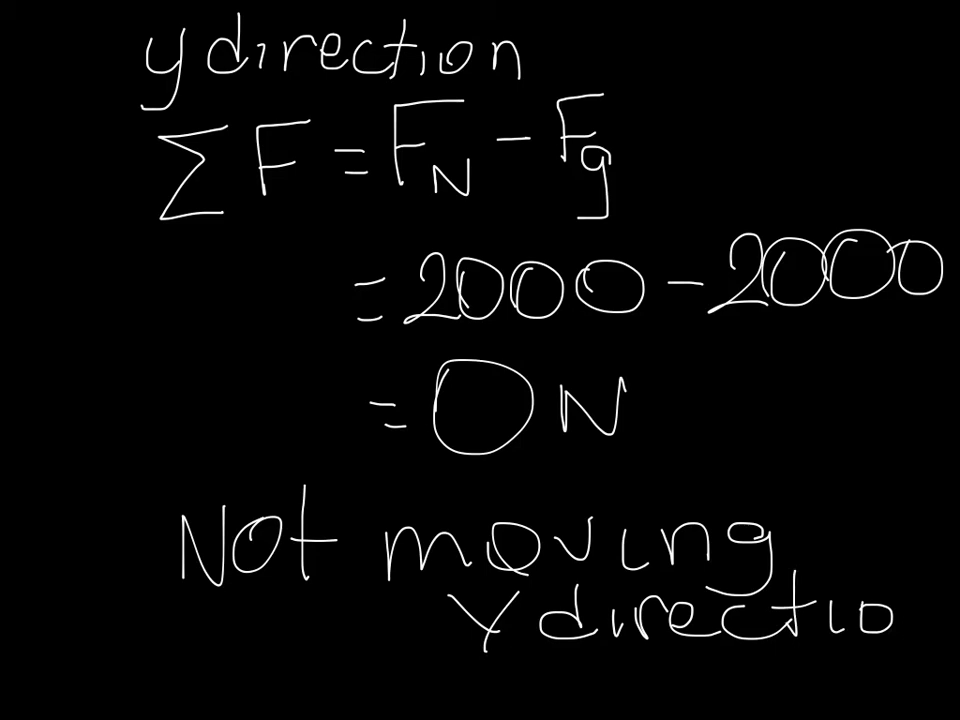 y direction
∑ F = F_N - F_g
= 2000 - 2000
= 0 N
Not moving
Y directio